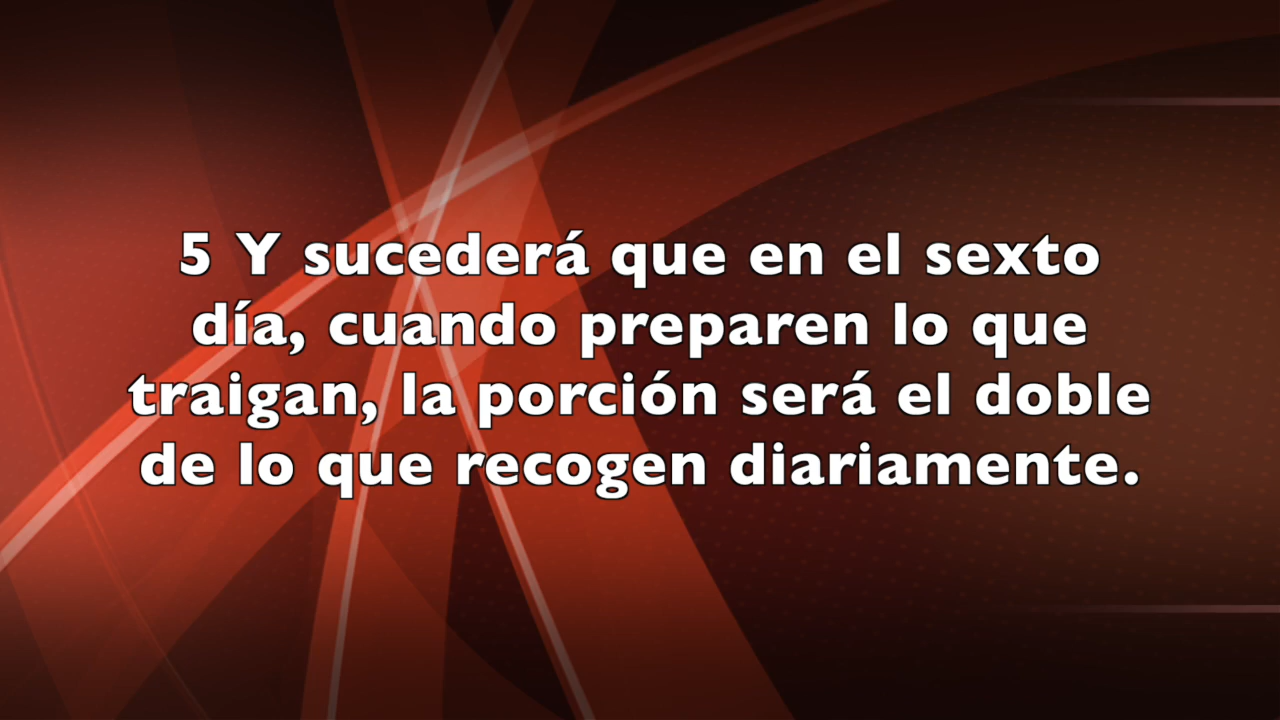 5 Y sucederá que en el sexto
día, cuando preparen lo que
traigan, la porción será el doble
de lo que recogen diariamente.